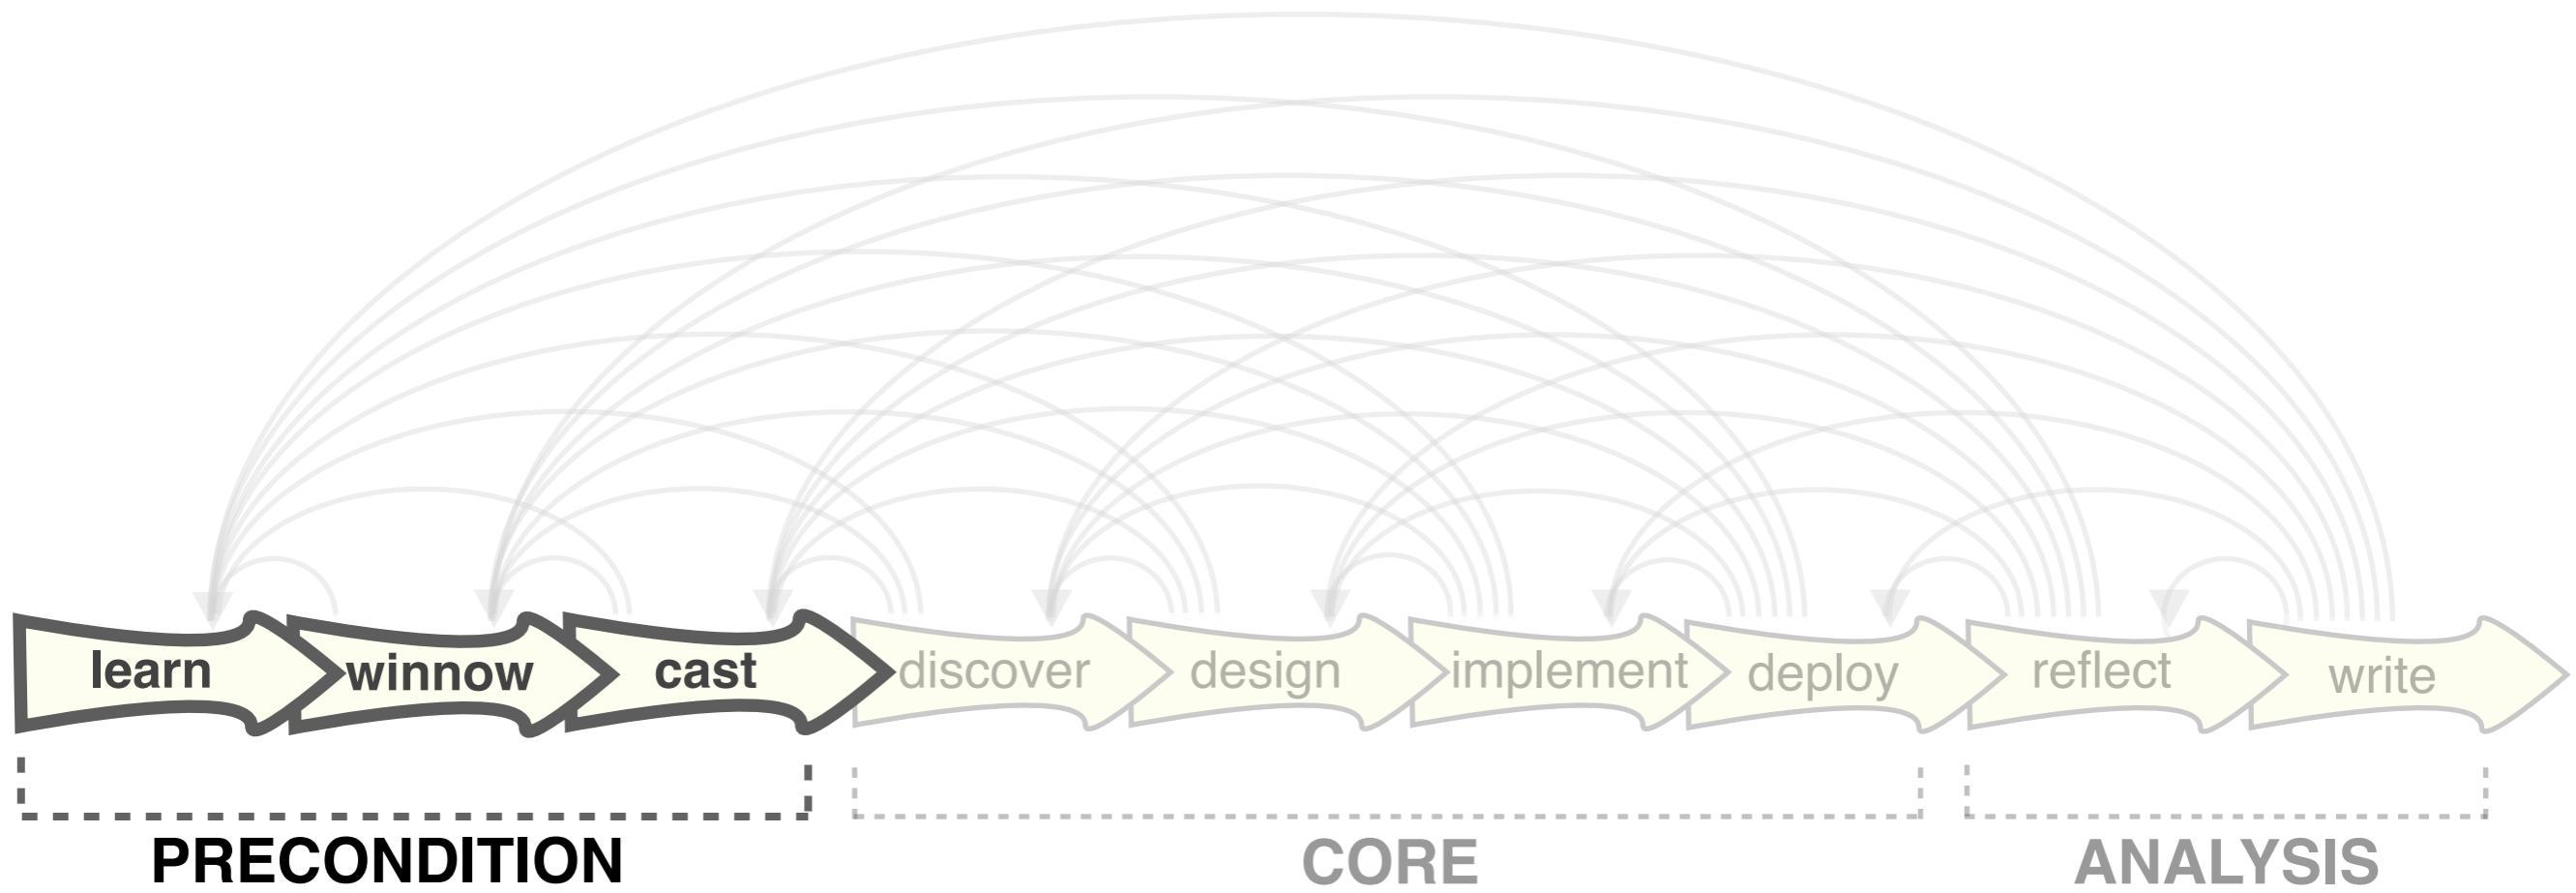 learn winnow cast discover design implement deploy reflect write
PRECONDITION CORE ANALYSIS